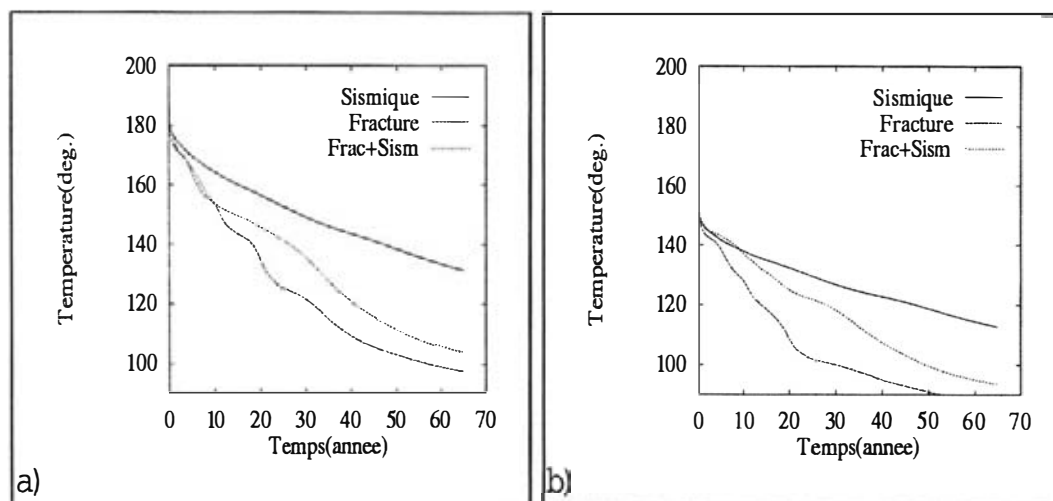 200
180
160
140
120
100
Temperature(deg.)
Sismique
Fracture
Frac+Sism
0 10 20 30 40 50 60 70
Temps(annee)
a)
200
180
160
140
120
100
Temperature(deg.)
Sismique
Fracture
Frac+Sism
0 10 20 30 40 50 60 70
Temps(annee)
b)